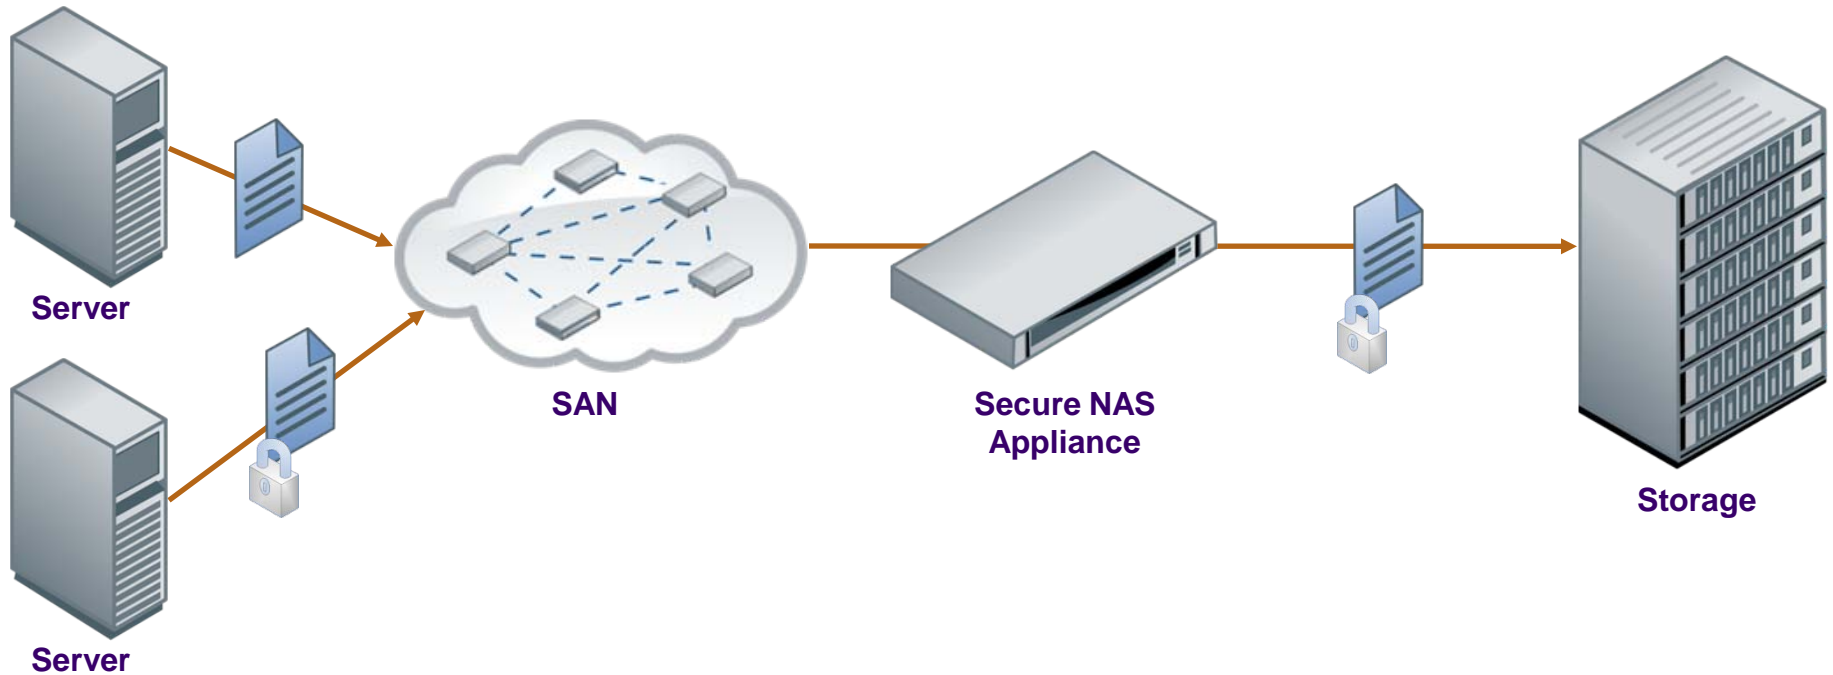 Server
SAN
Secure NAS
Appliance
Storage
Server